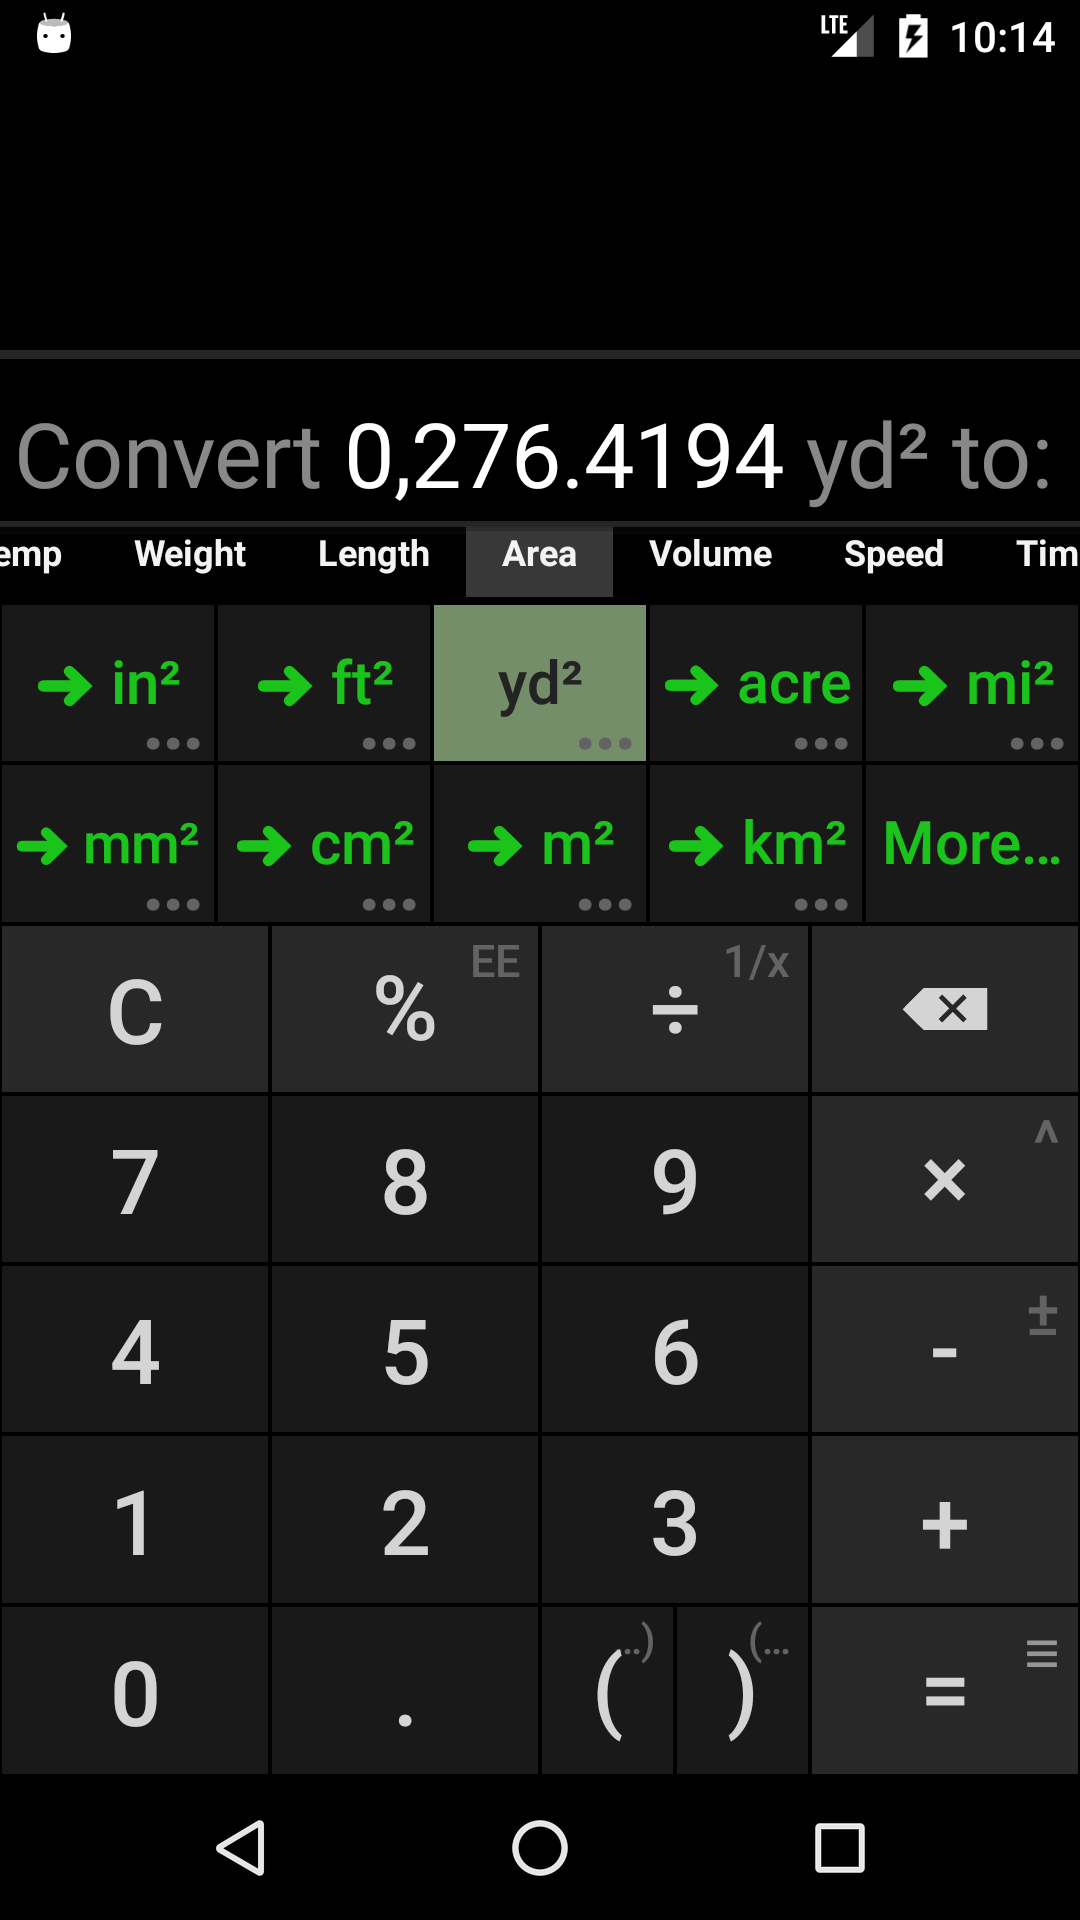 LTE 10:14
Convert 0,276.4194 yd² to:
emp Weight Length Area Volume Speed Tim
→ in² → ft² yd² → acre → mi²
→ mm² → cm² → m² → km² More...
C % EE ÷ 1/x
7 8 9 × ^
4 5 6 - ±
1 2 3 +
0 . ( ..) ) (... =